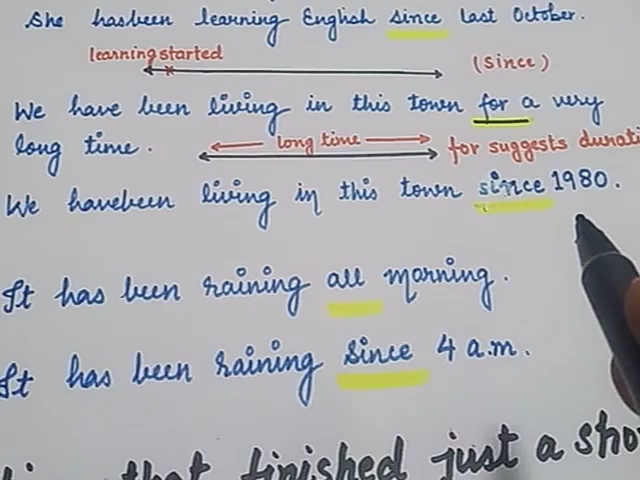 She hasbeen learning English since last October.
learning started
(since)
We have been living in this town for a very
long time.
long time
for suggests durati
We havebeen living in this town since 1980.
It has been raining all morning.
It has been raining since 4 a.m.
that finished just a sho